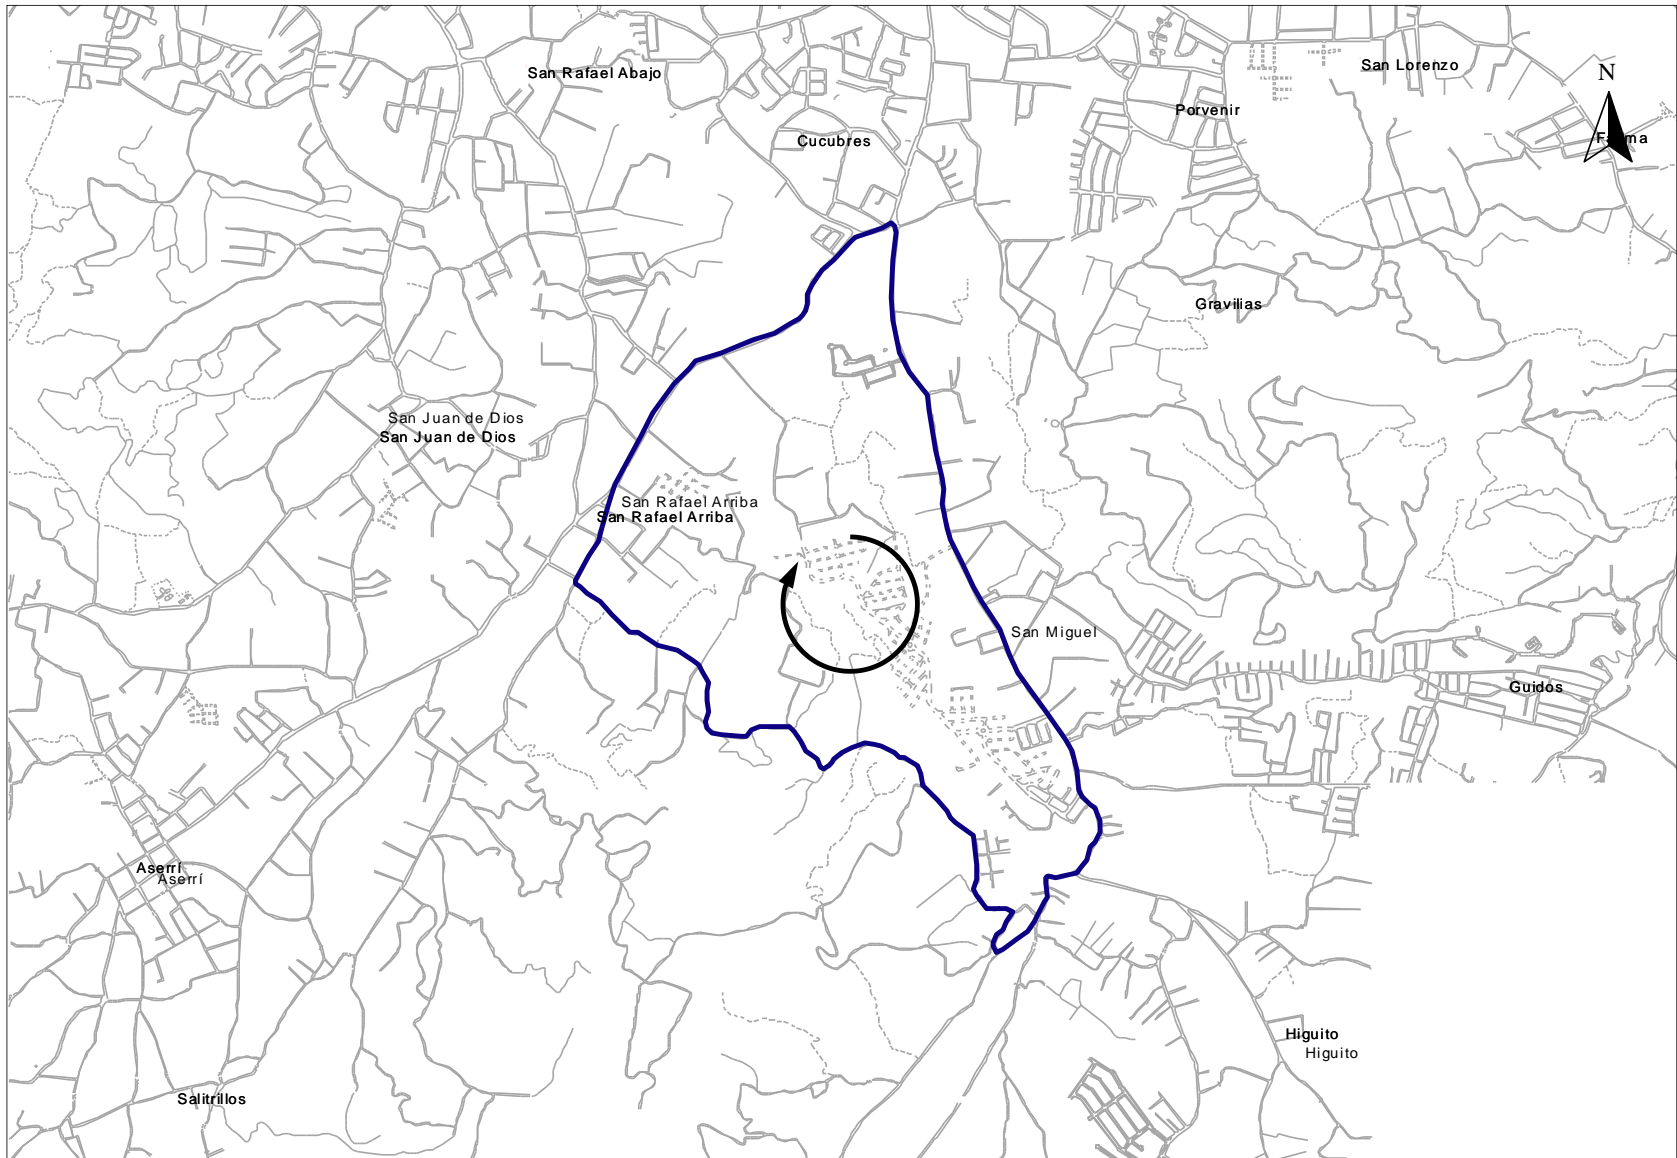 San Rafael Abajo
San Lorenzo
N
Porvenir
Cucubres
Gravilias
San Juan de Dios
San Juan de Dios
San Rafael Arriba
San Rafael Arriba
San Miguel
Guidos
Aserrí
Aserrí
Higuito
Higuito
Salitrillos